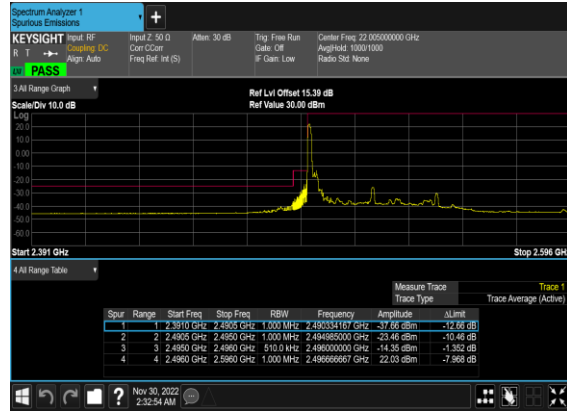 Spectrum Analyzer 1
Spurious Emissions
KEYSIGHT Input: RF Input Z: 50 Ω Atten: 30 dB Trig: Free Run Center Freq: 22.005000000 GHz
R T Coupling: DC Corr CCorr Gate: Off Avg|Hold: 1000/1000
Align: Auto Freq Ref: Int (S) IF Gain: Low Radio Std: None
PASS
3 All Range Graph
Ref Lvl Offset 15.39 dB
Scale/Div 10.0 dB Ref Value 30.00 dBm
Log
20.0
10.0
0.00
-10.0
-20.0
-30.0
-40.0
-50.0
-60.0
Start 2.391 GHz Stop 2.596 GH
4 All Range Table
Measure Trace Trace 1
Trace Type Trace Average (Active)
Spur Range Start Freq Stop Freq RBW Frequency Amplitude ΔLimit
1 1 2.3910 GHz 2.4905 GHz 1.000 MHz 2.490334167 GHz -37.66 dBm -12.66 dB
2 2 2.4905 GHz 2.4950 GHz 1.000 MHz 2.494985000 GHz -23.46 dBm -10.46 dB
3 3 2.4950 GHz 2.4960 GHz 510.0 kHz 2.496000000 GHz -14.35 dBm -1.352 dB
4 4 2.4960 GHz 2.5960 GHz 1.000 MHz 2.496666667 GHz 22.03 dBm -7.968 dB
? Nov 30, 2022
2:32:54 AM